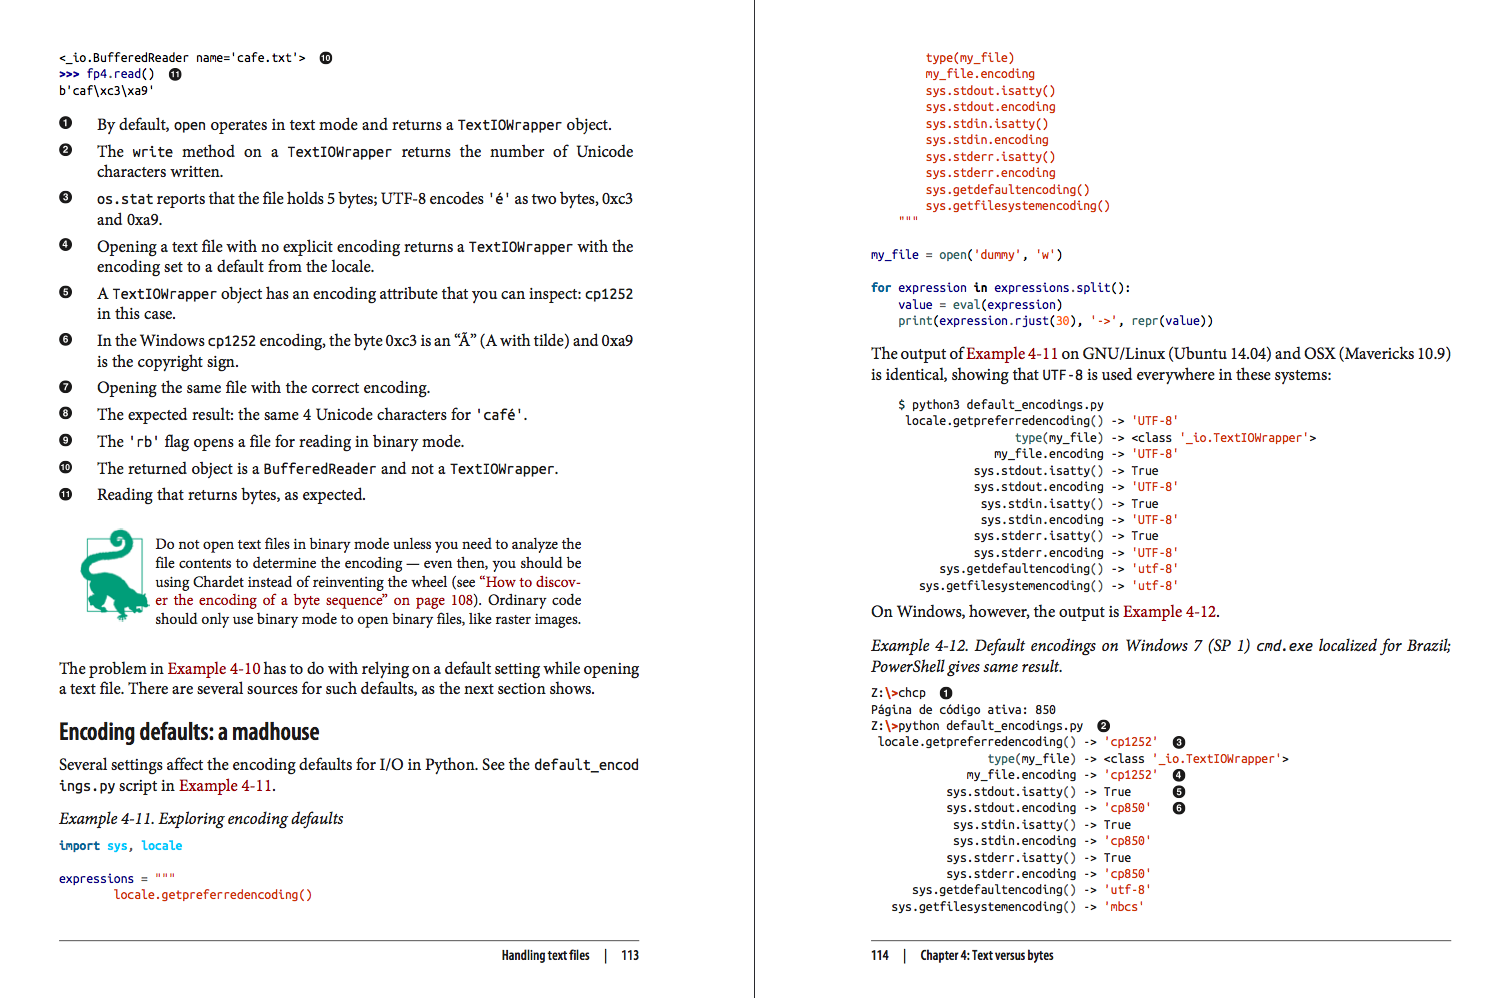 <_io.BufferedReader name='cafe.txt'> ❿
>>> fp4.read() ⓫
b'caf\xc3\xa9'
❶ By default, open operates in text mode and returns a TextIOWrapper object.
❷ The write method on a TextIOWrapper returns the number of Unicode
characters written.
❸ os.stat reports that the file holds 5 bytes; UTF-8 encodes 'é' as two bytes, 0xc3
and 0xa9.
❹ Opening a text file with no explicit encoding returns a TextIOWrapper with the
encoding set to a default from the locale.
❺ A TextIOWrapper object has an encoding attribute that you can inspect: cp1252
in this case.
❻ In the Windows cp1252 encoding, the byte 0xc3 is an “Ô (A with tilde) and 0xa9
is the copyright sign.
❼ Opening the same file with the correct encoding.
❽ The expected result: the same 4 Unicode characters for 'café'.
❾ The 'rb' flag opens a file for reading in binary mode.
❿ The returned object is a BufferedReader and not a TextIOWrapper.
⓫ Reading that returns bytes, as expected.
Do not open text files in binary mode unless you need to analyze the
file contents to determine the encoding — even then, you should be
using Chardet instead of reinventing the wheel (see “How to discov-
er the encoding of a byte sequence” on page 108). Ordinary code
should only use binary mode to open binary files, like raster images.
The problem in Example 4-10 has to do with relying on a default setting while opening
a text file. There are several sources for such defaults, as the next section shows.
Encoding defaults: a madhouse
Several settings affect the encoding defaults for I/O in Python. See the default_encod
ings.py script in Example 4-11.
Example 4-11. Exploring encoding defaults
import sys, locale
expressions = """
locale.getpreferredencoding()
Handling text files | 113
type(my_file)
my_file.encoding
sys.stdout.isatty()
sys.stdout.encoding
sys.stdin.isatty()
sys.stdin.encoding
sys.stderr.isatty()
sys.stderr.encoding
sys.getdefaultencoding()
sys.getfilesystemencoding()
"""
my_file = open('dummy', 'w')
for expression in expressions.split():
value = eval(expression)
print(expression.rjust(30), '->', repr(value))
The output of Example 4-11 on GNU/Linux (Ubuntu 14.04) and OSX (Mavericks 10.9)
is identical, showing that UTF-8 is used everywhere in these systems:
$ python3 default_encodings.py
locale.getpreferredencoding() -> 'UTF-8'
type(my_file) -> <class '_io.TextIOWrapper'>
my_file.encoding -> 'UTF-8'
sys.stdout.isatty() -> True
sys.stdout.encoding -> 'UTF-8'
sys.stdin.isatty() -> True
sys.stdin.encoding -> 'UTF-8'
sys.stderr.isatty() -> True
sys.stderr.encoding -> 'UTF-8'
sys.getdefaultencoding() -> 'utf-8'
sys.getfilesystemencoding() -> 'utf-8'
On Windows, however, the output is Example 4-12.
Example 4-12. Default encodings on Windows 7 (SP 1) cmd.exe localized for Brazil;
PowerShell gives same result.
Z:\>chcp ❶
Página de código ativa: 850
Z:\>python default_encodings.py ❷
locale.getpreferredencoding() -> 'cp1252' ❸
type(my_file) -> <class '_io.TextIOWrapper'>
my_file.encoding -> 'cp1252' ❹
sys.stdout.isatty() -> True ❺
sys.stdout.encoding -> 'cp850' ❻
sys.stdin.isatty() -> True
sys.stdin.encoding -> 'cp850'
sys.stderr.isatty() -> True
sys.stderr.encoding -> 'cp850'
sys.getdefaultencoding() -> 'utf-8'
sys.getfilesystemencoding() -> 'mbcs'
114 | Chapter 4: Text versus bytes